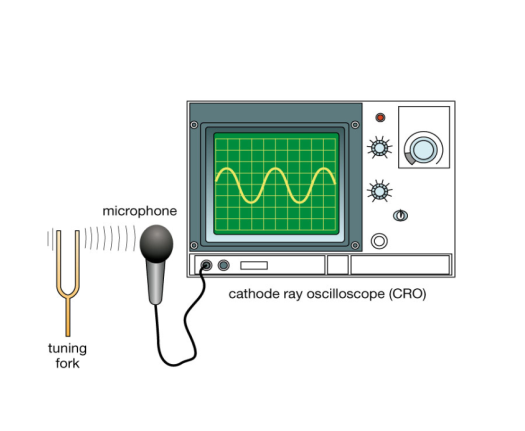 microphone
cathode ray oscilloscope (CRO)
tuning
fork